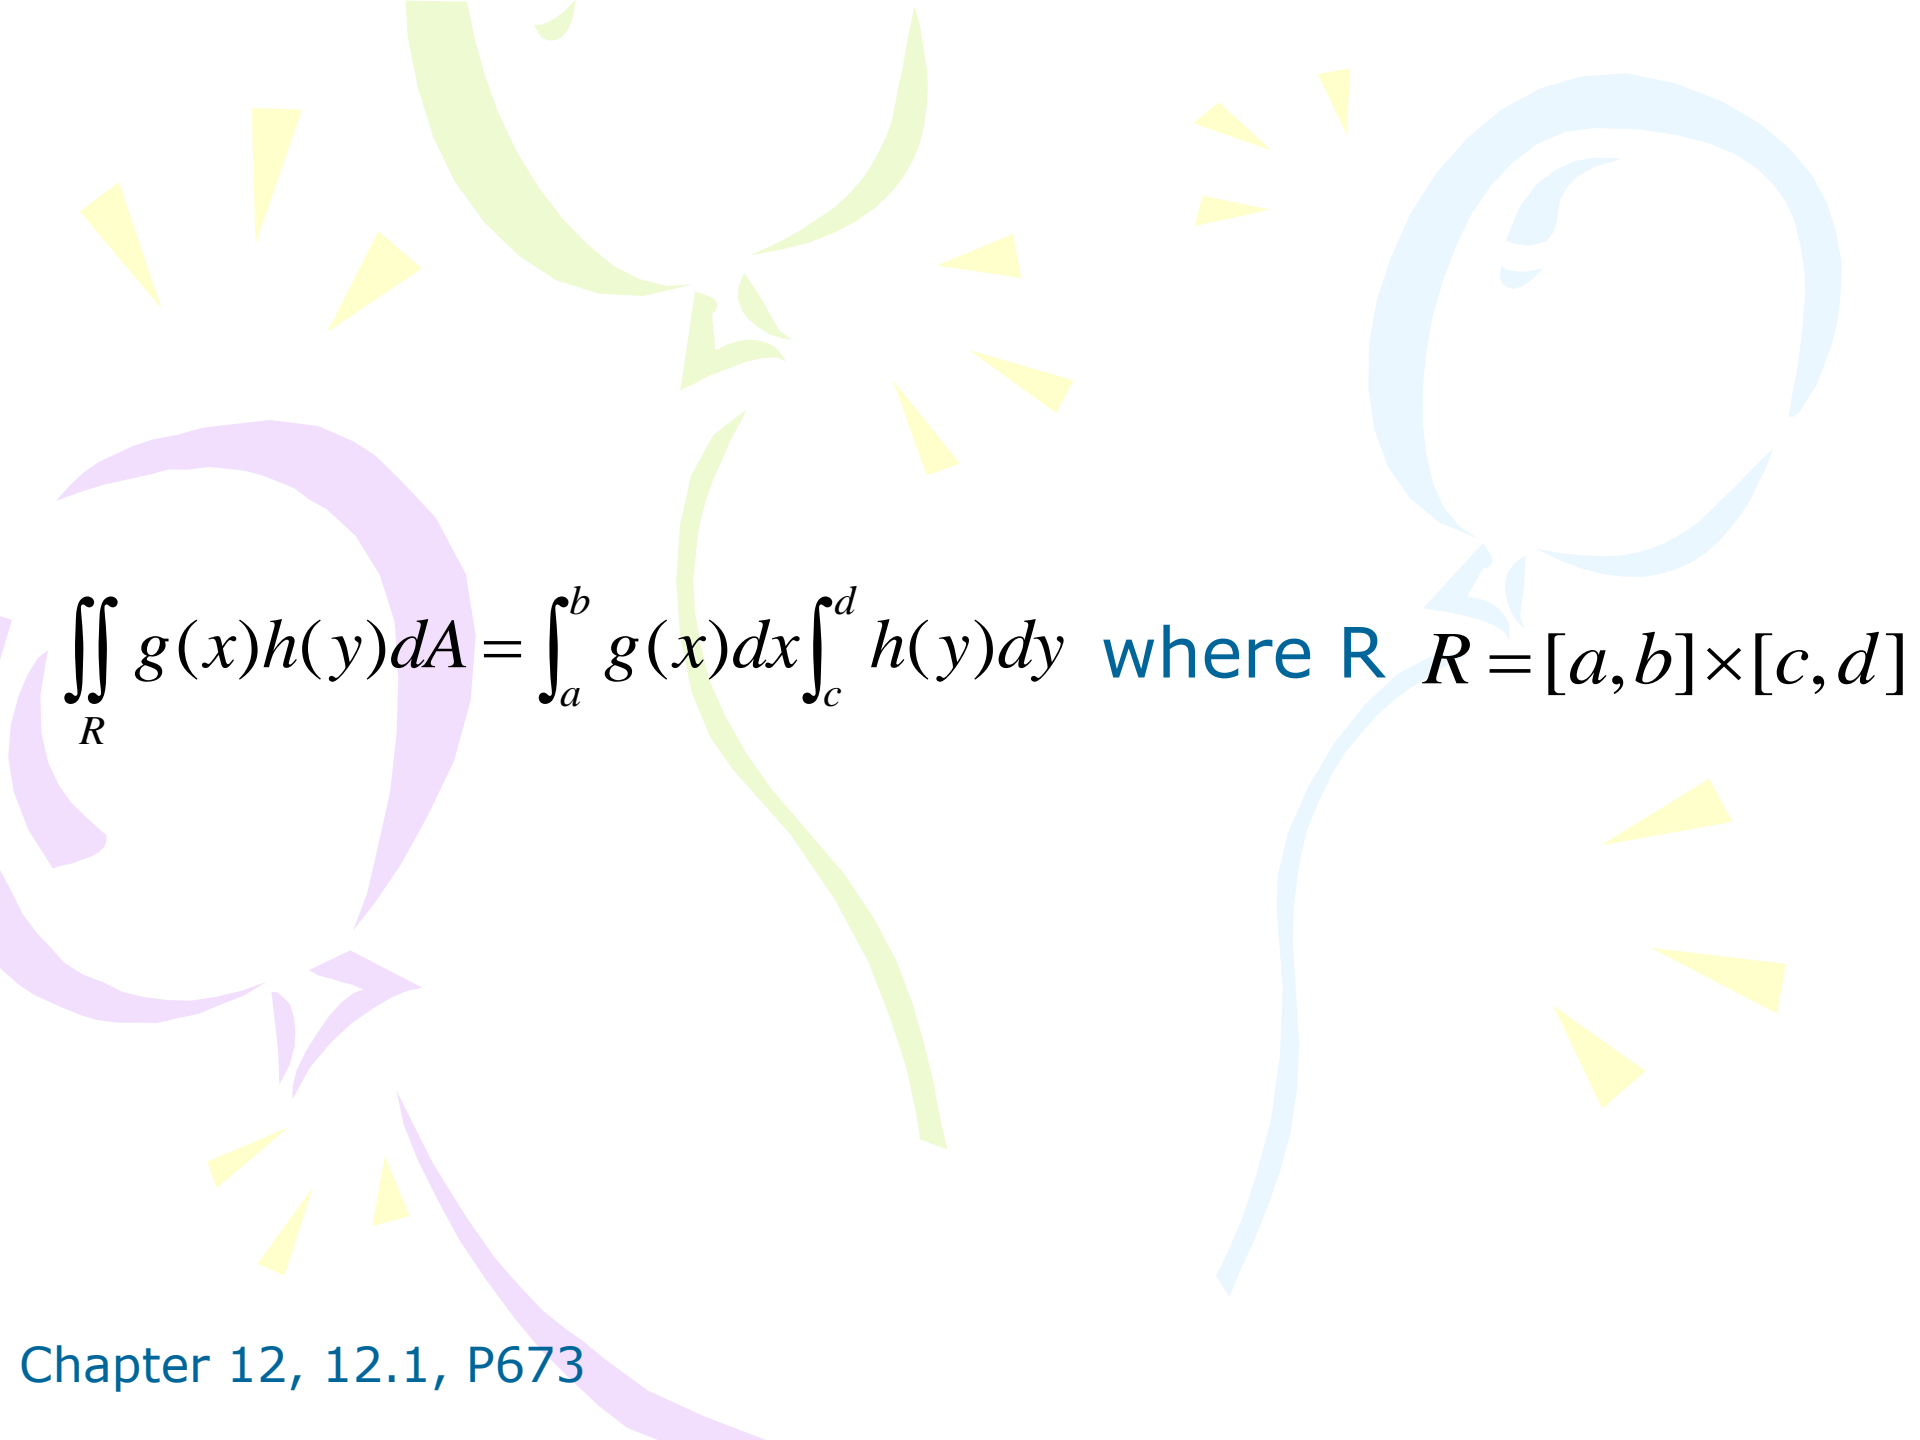 ∬_R g(x)h(y)dA = ∫_a^b g(x)dx ∫_c^d h(y)dy where R R = [a,b]×[c,d]
Chapter 12, 12.1, P673